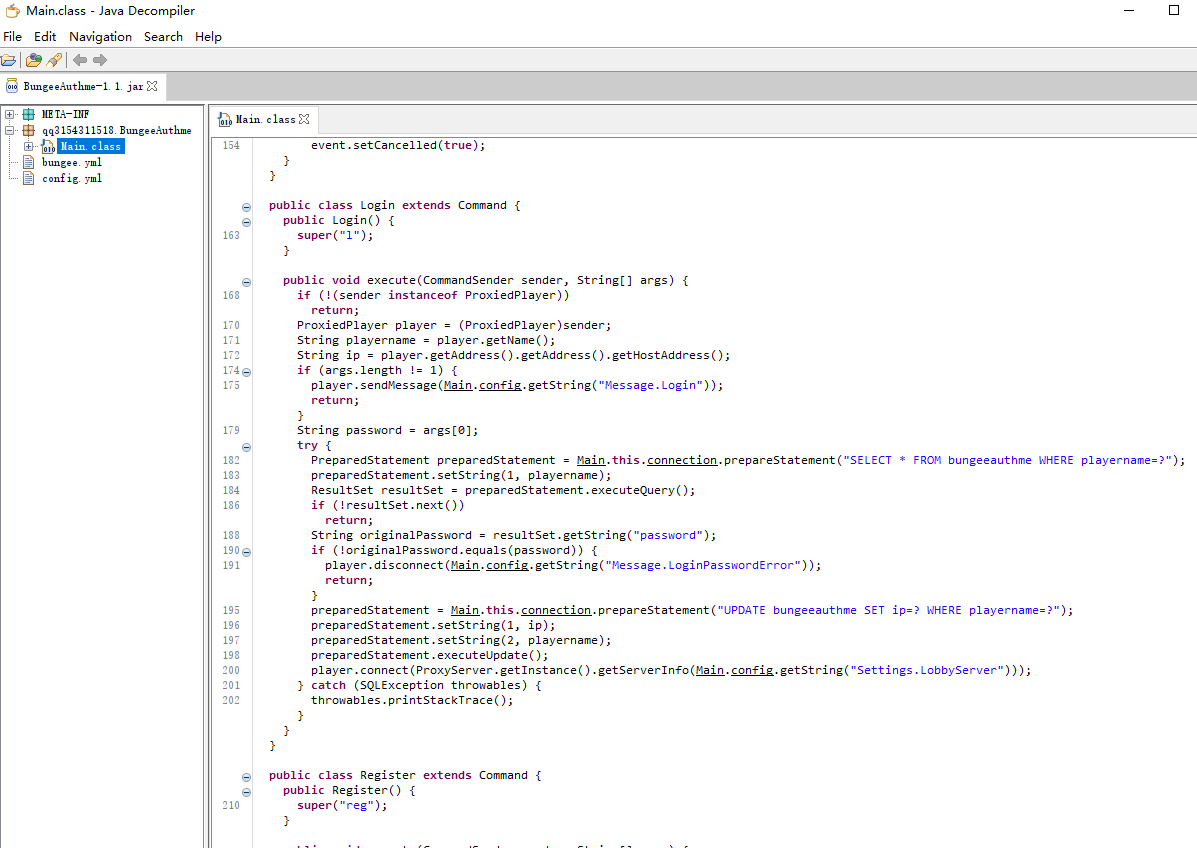 Main.class - Java Decompiler
File Edit Navigation Search Help
BungeeAuthme-1.1.jar
META-INF
qq3154311518.BungeeAuthme
Main.class
bungee.yml
config.yml
Main.class
154 event.setCancelled(true);
}
}
public class Login extends Command {
public Login() {
163 super("l");
}
public void execute(CommandSender sender, String[] args) {
168 if (!(sender instanceof ProxiedPlayer))
return;
170 ProxiedPlayer player = (ProxiedPlayer)sender;
171 String playername = player.getName();
172 String ip = player.getAddress().getAddress().getHostAddress();
174 if (args.length != 1) {
175 player.sendMessage(Main.config.getString("Message.Login"));
return;
}
179 String password = args[0];
try {
182 PreparedStatement preparedStatement = Main.this.connection.prepareStatement("SELECT * FROM bungeeauthme WHERE playername=?");
183 preparedStatement.setString(1, playername);
184 ResultSet resultSet = preparedStatement.executeQuery();
186 if (!resultSet.next())
return;
188 String originalPassword = resultSet.getString("password");
190 if (!originalPassword.equals(password)) {
191 player.disconnect(Main.config.getString("Message.LoginPasswordError"));
return;
}
195 preparedStatement = Main.this.connection.prepareStatement("UPDATE bungeeauthme SET ip=? WHERE playername=?");
196 preparedStatement.setString(1, ip);
197 preparedStatement.setString(2, playername);
198 preparedStatement.executeUpdate();
200 player.connect(ProxyServer.getInstance().getServerInfo(Main.config.getString("Settings.LobbyServer")));
201 } catch (SQLException throwables) {
202 throwables.printStackTrace();
}
}
}
public class Register extends Command {
public Register() {
210 super("reg");
}